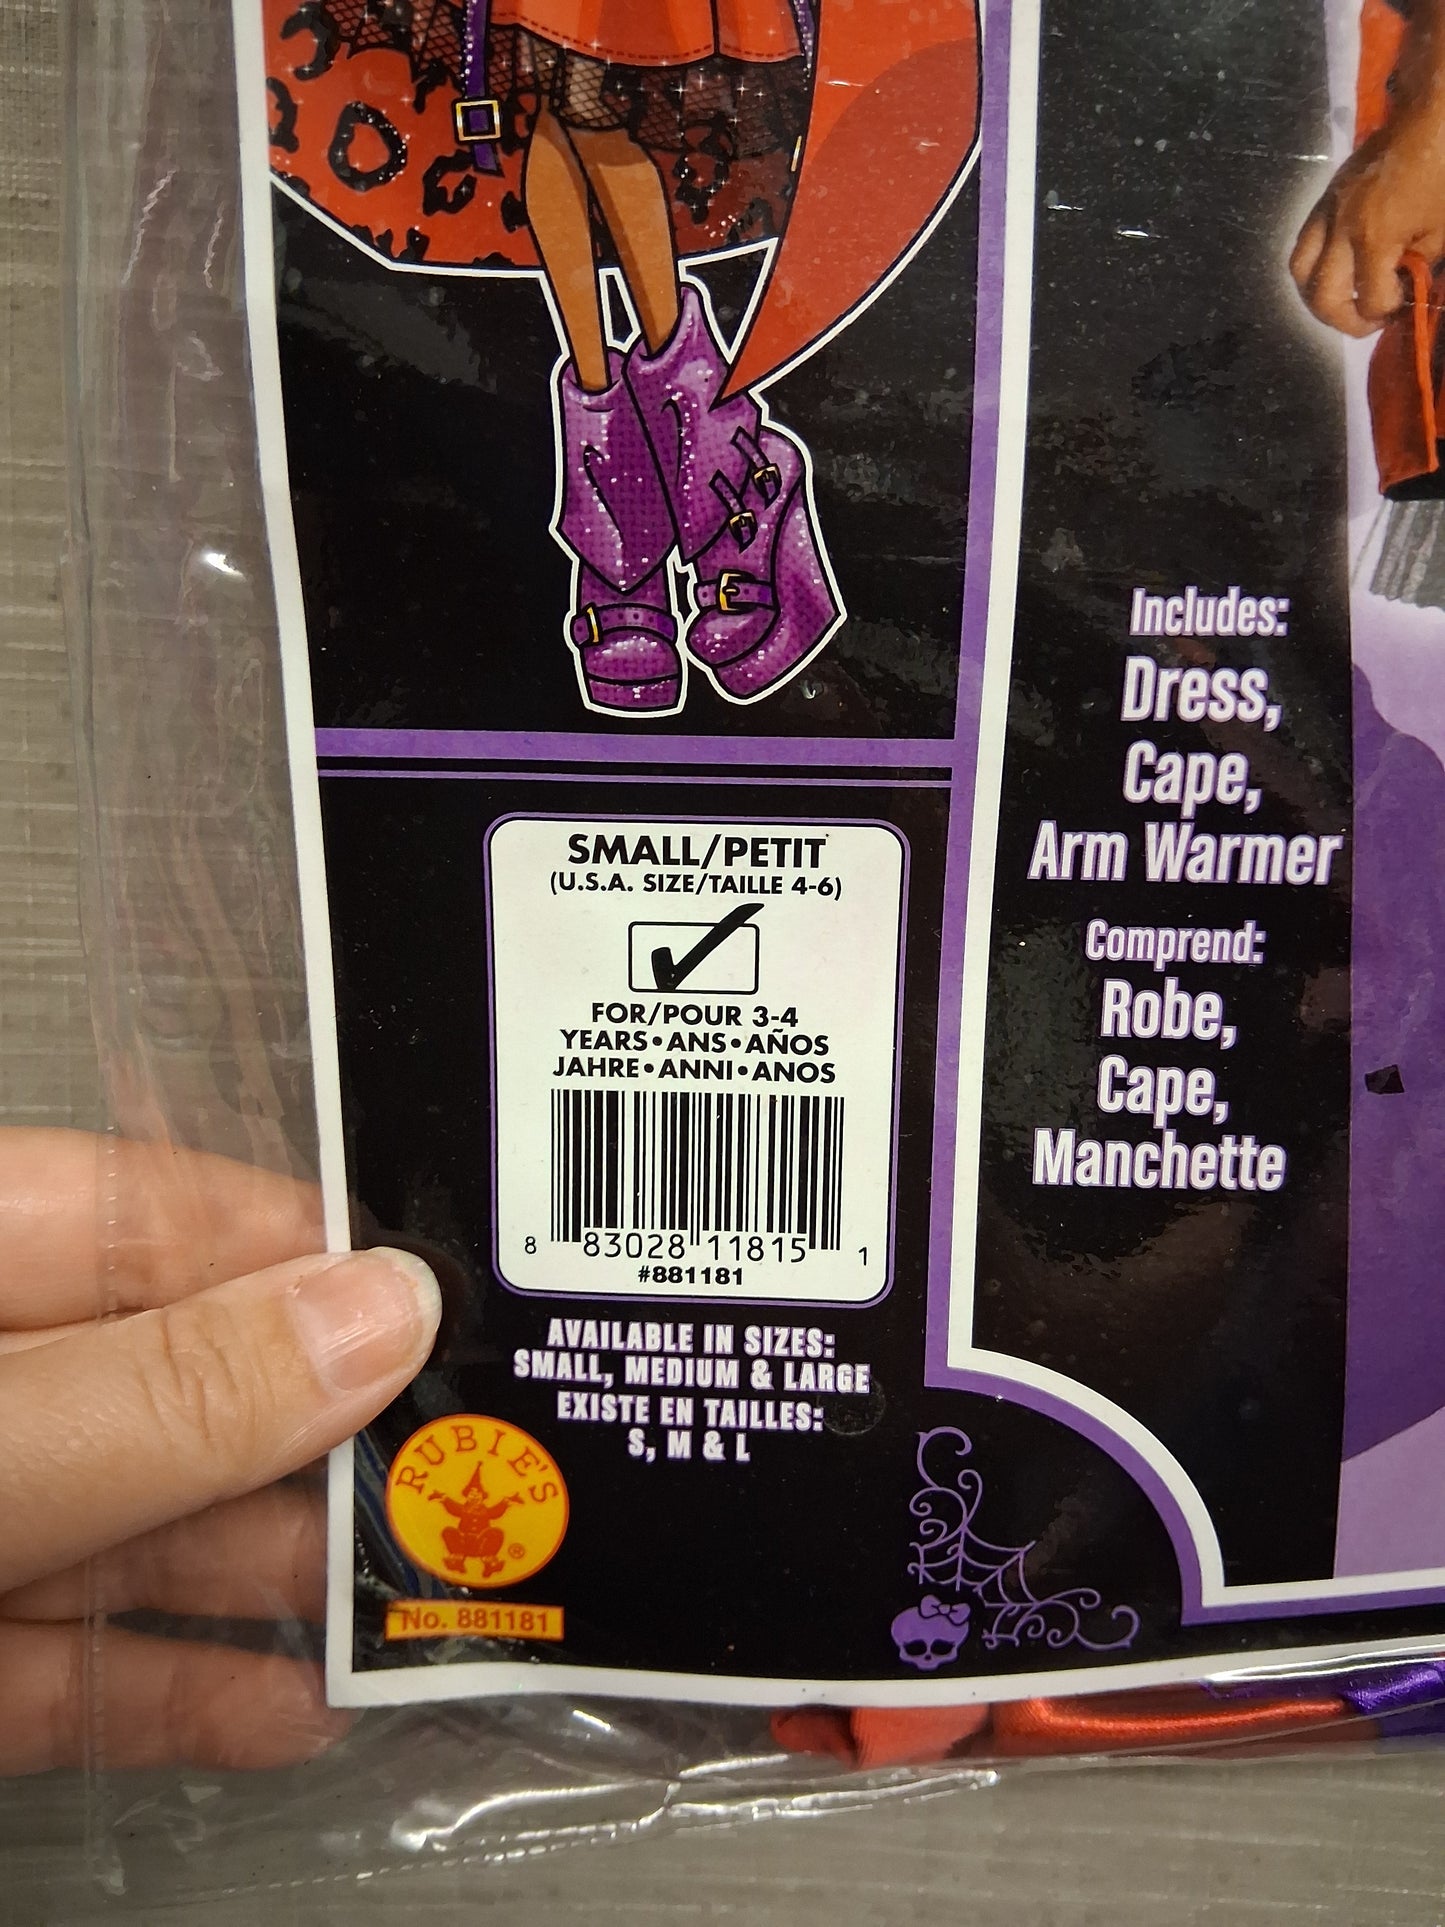 Includes:
Dress,
Cape,
Arm Warmer
Comprend:
Robe,
Cape,
Manchette
SMALL/PETIT
(U.S.A. SIZE/TAILLE 4-6)
FOR/POUR 3-4
YEARS•ANS•AÑOS
JAHRE•ANNI•ANOS
8 83028 11815 1
#881181
AVAILABLE IN SIZES:
SMALL, MEDIUM & LARGE
EXISTE EN TAILLES:
S, M & L
RUBIE'S
®
No. 881181